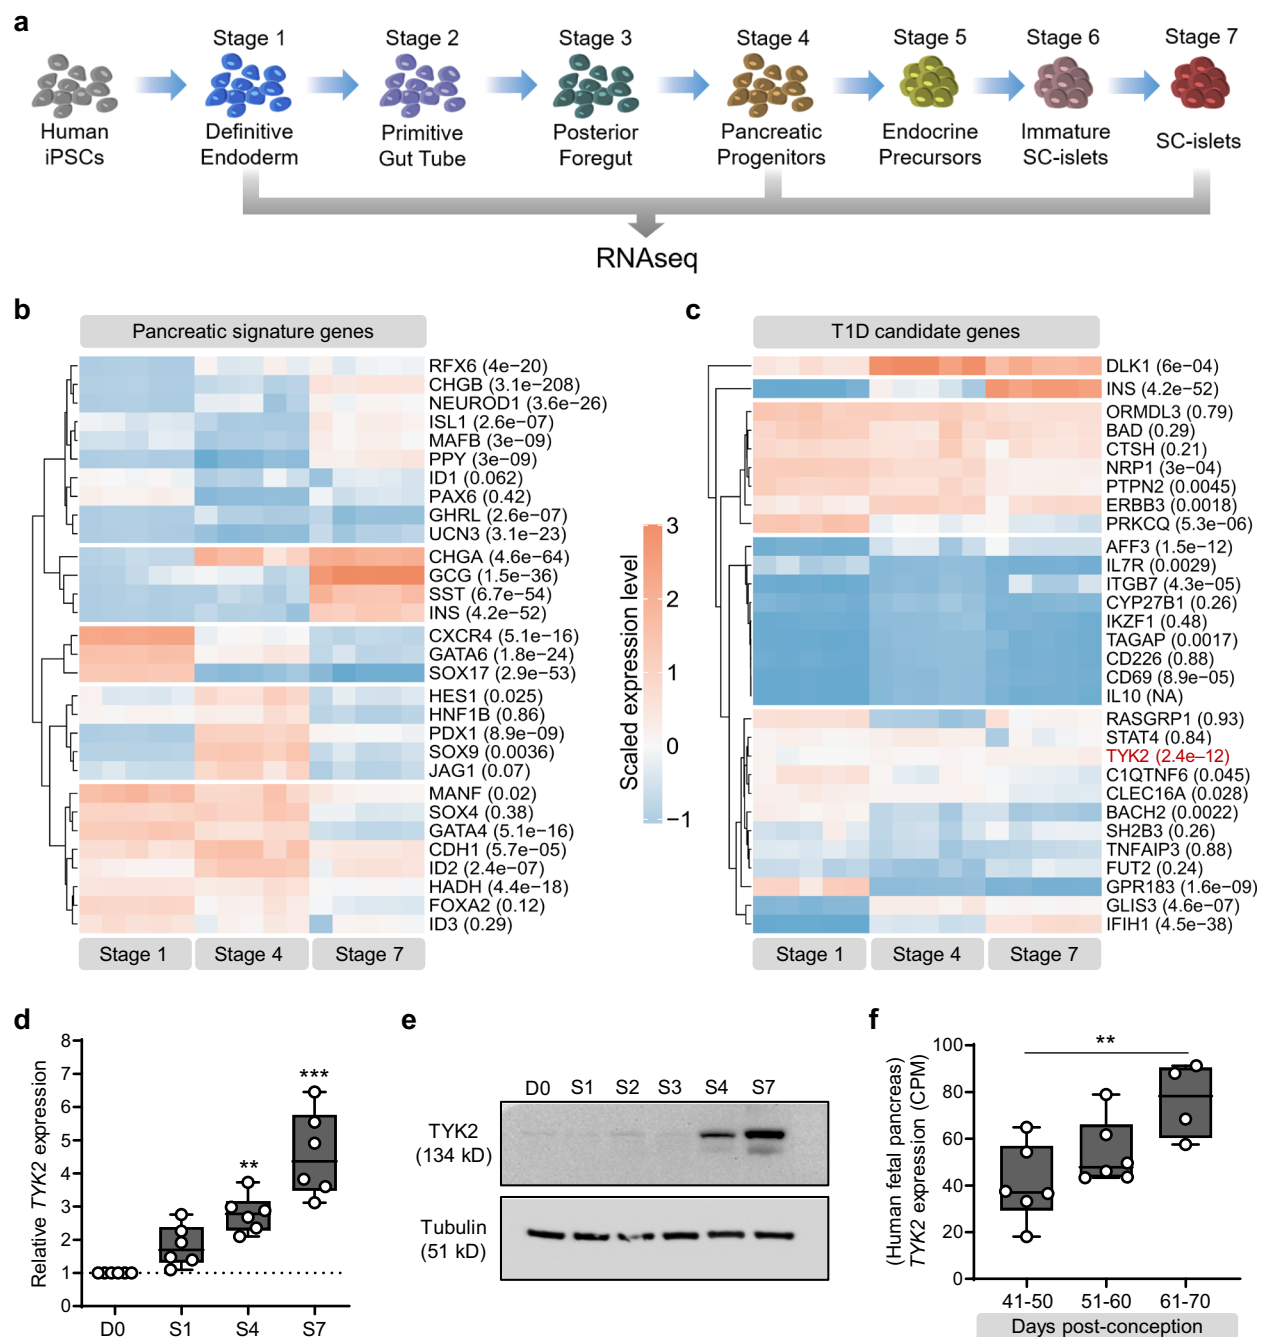 a
Stage 1
Stage 2
Stage 3
Stage 4
Stage 5
Stage 6
Stage 7
Human
iPSCs
Definitive
Endoderm
Primitive
Gut Tube
Posterior
Foregut
Pancreatic
Progenitors
Endocrine
Precursors
Immature
SC-islets
SC-islets
RNAseq
b
Pancreatic signature genes
RFX6 (4e−20)
CHGB (3.1e−208)
NEUROD1 (3.6e−26)
ISL1 (2.6e−07)
MAFB (3e−09)
PPY (3e−09)
ID1 (0.062)
PAX6 (0.42)
GHRL (2.6e−07)
UCN3 (3.1e−23)
CHGA (4.6e−64)
GCG (1.5e−36)
SST (6.7e−54)
INS (4.2e−52)
CXCR4 (5.1e−16)
GATA6 (1.8e−24)
SOX17 (2.9e−53)
HES1 (0.025)
HNF1B (0.86)
PDX1 (8.9e−09)
SOX9 (0.0036)
JAG1 (0.07)
MANF (0.02)
SOX4 (0.38)
GATA4 (5.1e−16)
CDH1 (5.7e−05)
ID2 (2.4e−07)
HADH (4.4e−18)
FOXA2 (0.12)
ID3 (0.29)
Stage 1
Stage 4
Stage 7
Scaled expression level
3
2
1
0
−1
c
T1D candidate genes
DLK1 (6e−04)
INS (4.2e−52)
ORMDL3 (0.79)
BAD (0.29)
CTSH (0.21)
NRP1 (3e−04)
PTPN2 (0.0045)
ERBB3 (0.0018)
PRKCQ (5.3e−06)
AFF3 (1.5e−12)
IL7R (0.0029)
ITGB7 (4.3e−05)
CYP27B1 (0.26)
IKZF1 (0.48)
TAGAP (0.0017)
CD226 (0.88)
CD69 (8.9e−05)
IL10 (NA)
RASGRP1 (0.93)
STAT4 (0.84)
TYK2 (2.4e–12)
C1QTNF6 (0.045)
CLEC16A (0.028)
BACH2 (0.0022)
SH2B3 (0.26)
TNFAIP3 (0.88)
FUT2 (0.24)
GPR183 (1.6e−09)
GLIS3 (4.6e−07)
IFIH1 (4.5e−38)
Stage 1
Stage 4
Stage 7
d
Relative TYK2 expression
8
7
6
5
4
3
2
1
0
**
***
D0
S1
S4
S7
e
D0
S1
S2
S3
S4
S7
TYK2
(134 kD)
Tubulin
(51 kD)
f
(Human fetal pancreas)
TYK2 expression (CPM)
100
80
60
40
20
0
**
41-50
51-60
61-70
Days post-conception